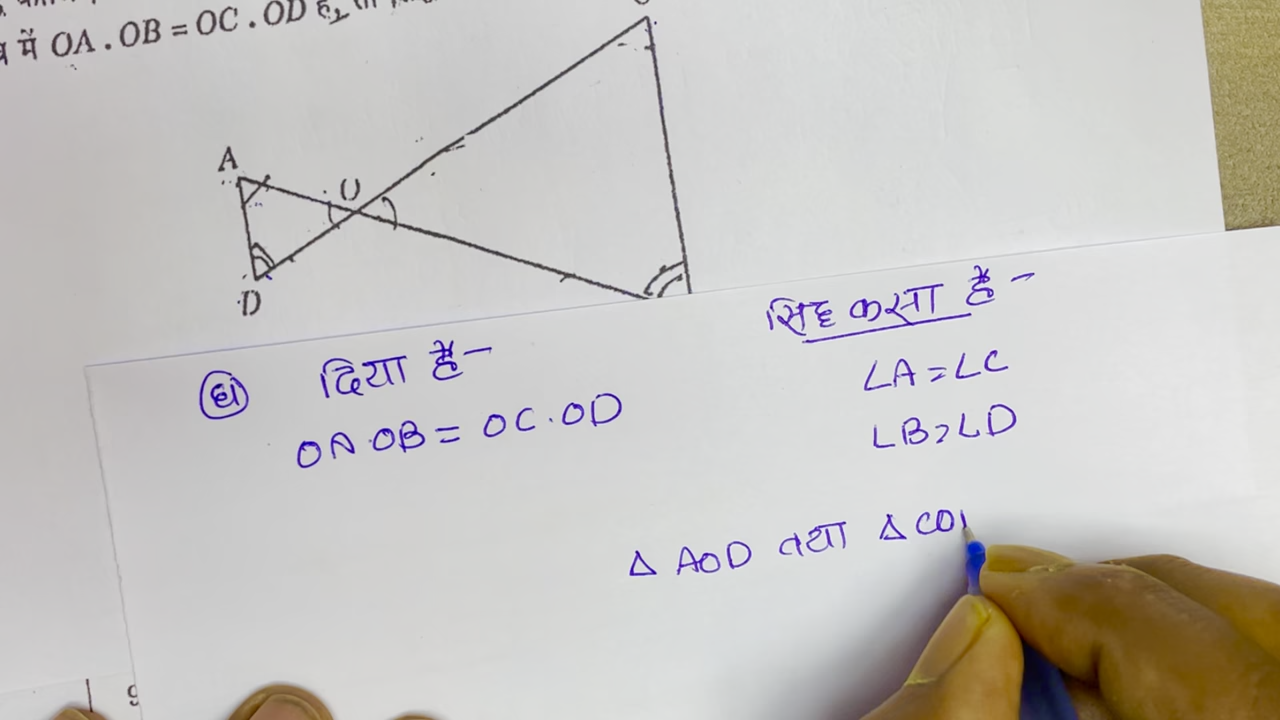 में OA . OB = OC . OD है,
A
O
D
घ दिया है-
OA.OB = OC.OD
सिद्ध करना है-
∠A=∠C
∠B=∠D
△ AOD तथा △ CO